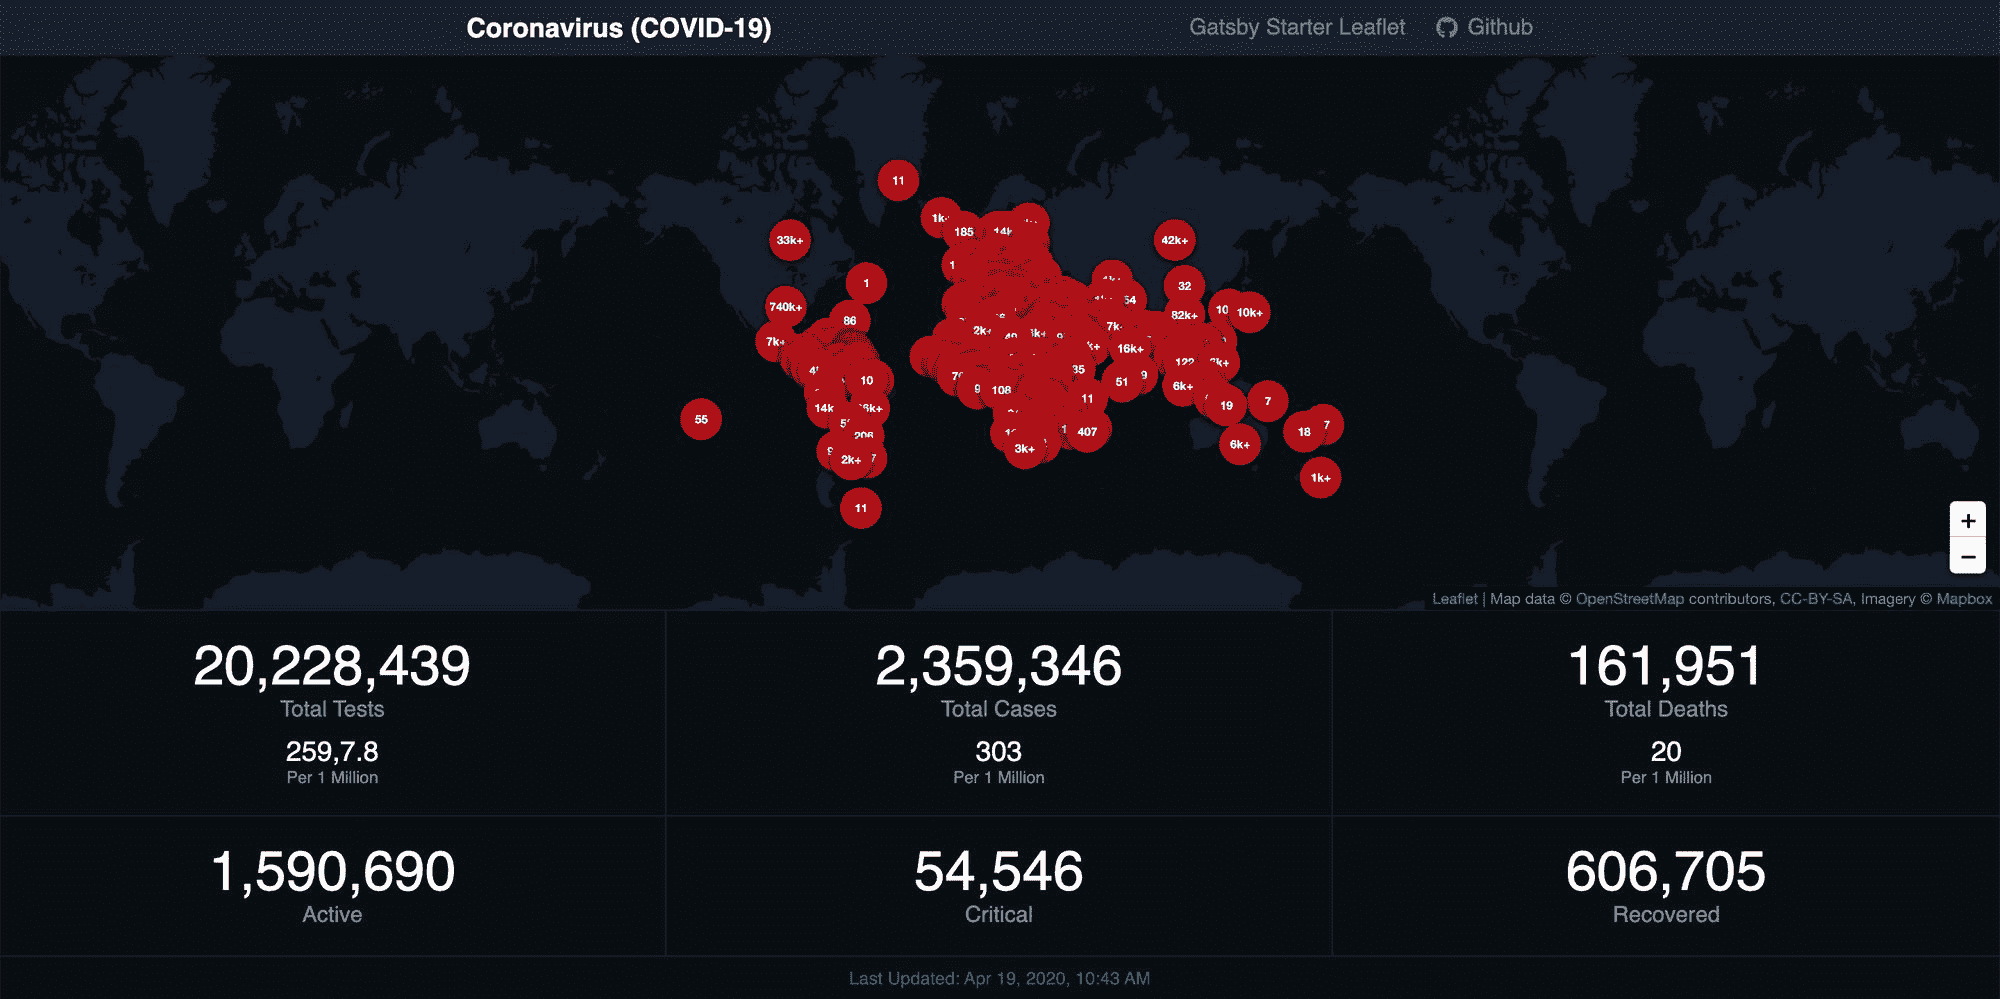 Coronavirus (COVID-19)
Gatsby Starter Leaflet Github
11
1k+
185
14k
33k+
42k+
1
1
32
54
740k+
86
82k+
10
10k+
7k+
2k+
7k
16k+
122
10
108
35
51
9
6k+
11
14k
6k+
19
7
55
206
407
18
7
2k+
7
3k+
6k+
1k+
11
+
−
Leaflet | Map data © OpenStreetMap contributors, CC-BY-SA, Imagery © Mapbox
20,228,439
Total Tests
259,7.8
Per 1 Million
2,359,346
Total Cases
303
Per 1 Million
161,951
Total Deaths
20
Per 1 Million
1,590,690
Active
54,546
Critical
606,705
Recovered
Last Updated: Apr 19, 2020, 10:43 AM